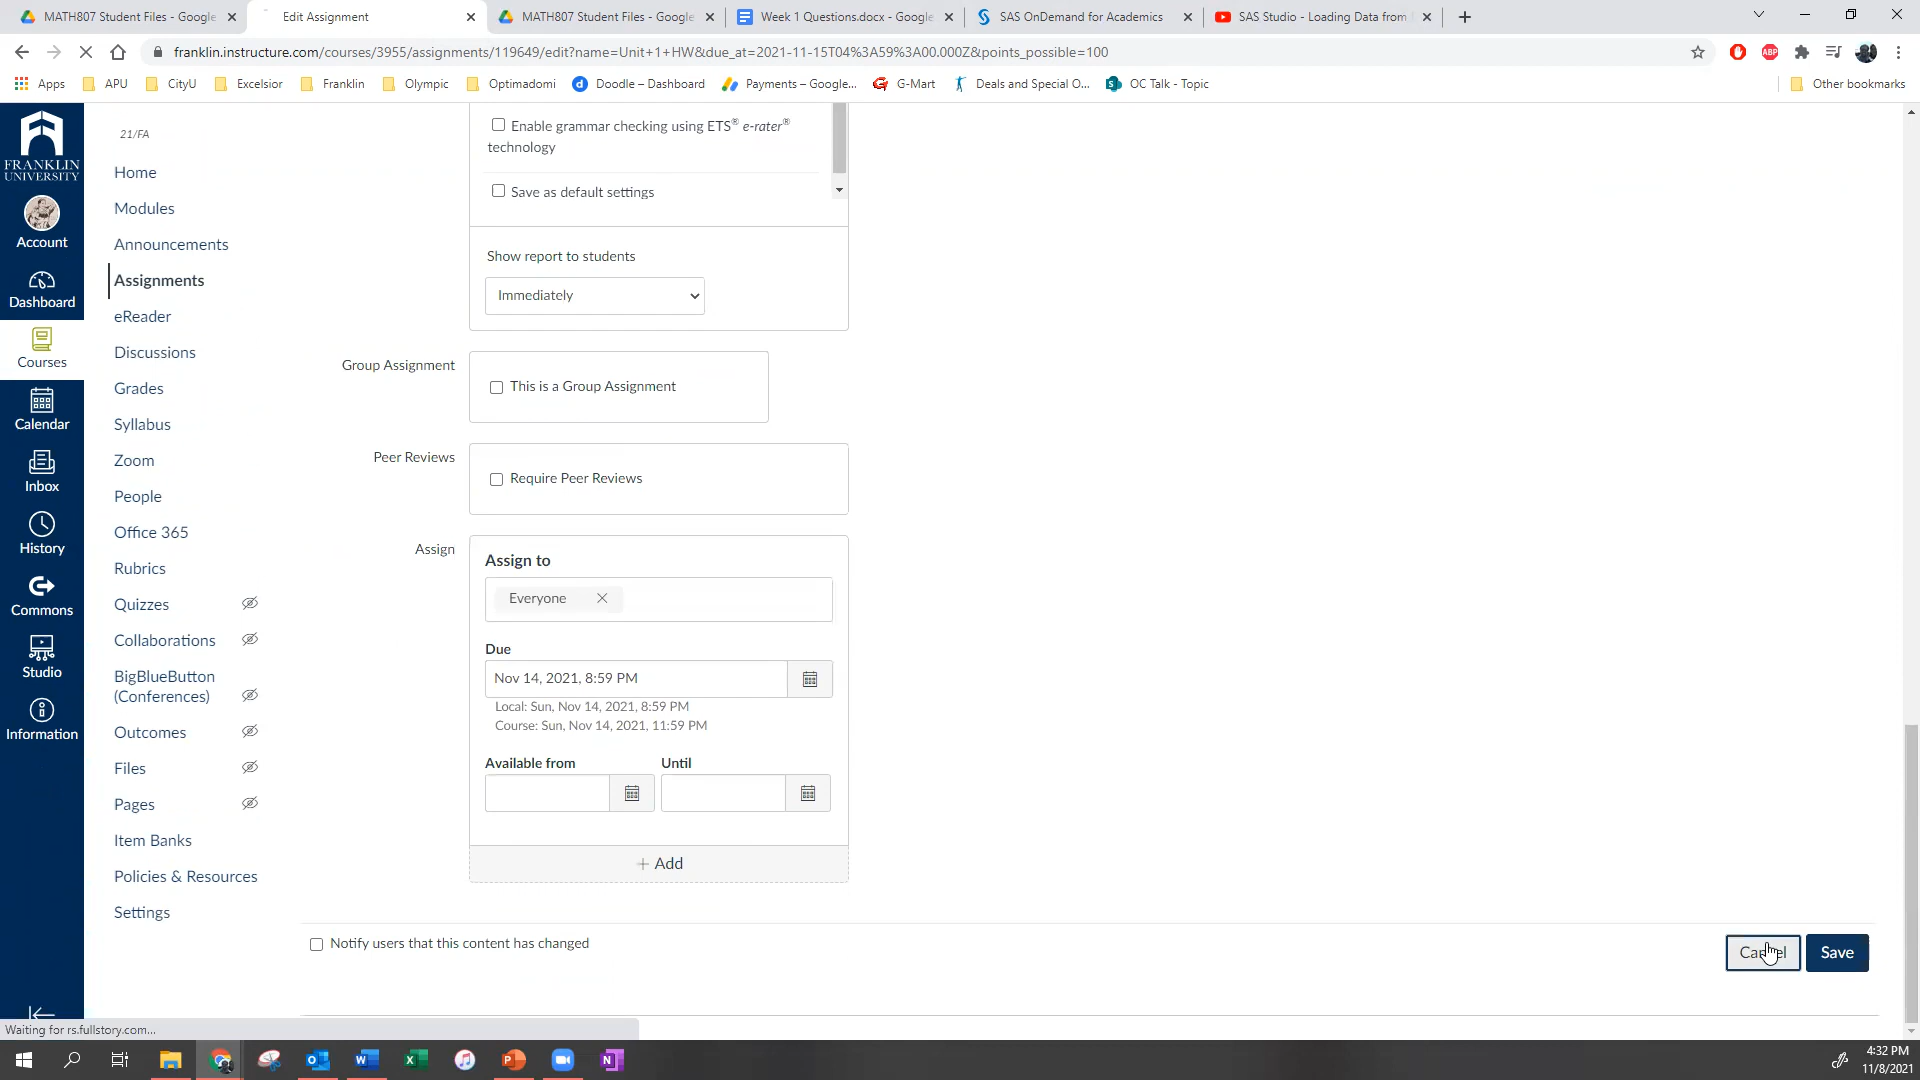 MATH807 Student Files - Google
Edit Assignment
MATH807 Student Files - Google
Week 1 Questions.docx - Google
SAS OnDemand for Academics
SAS Studio - Loading Data from
franklin.instructure.com/courses/3955/assignments/119649/edit?name=Unit+1+HW&due_at=2021-11-15T04%3A59%3A00.000Z&points_possible=100
ABP
Apps
APU
CityU
Excelsior
Franklin
Olympic
Optimadomi
Doodle – Dashboard
Payments – Google...
G-Mart
Deals and Special O...
OC Talk - Topic
Other bookmarks
FRANKLIN
UNIVERSITY
Account
Dashboard
Courses
Calendar
Inbox
History
Commons
Studio
Information
21/FA
Home
Modules
Announcements
Assignments
eReader
Discussions
Grades
Syllabus
Zoom
People
Office 365
Rubrics
Quizzes
Collaborations
BigBlueButton
(Conferences)
Outcomes
Files
Pages
Item Banks
Policies & Resources
Settings
Enable grammar checking using ETS® e-rater®
technology
Save as default settings
Show report to students
Immediately
Group Assignment
This is a Group Assignment
Peer Reviews
Require Peer Reviews
Assign
Assign to
Everyone
Due
Nov 14, 2021, 8:59 PM
Local: Sun, Nov 14, 2021, 8:59 PM
Course: Sun, Nov 14, 2021, 11:59 PM
Available from
Until
+ Add
Notify users that this content has changed
Cancel
Save
Waiting for rs.fullstory.com...
4:32 PM
11/8/2021